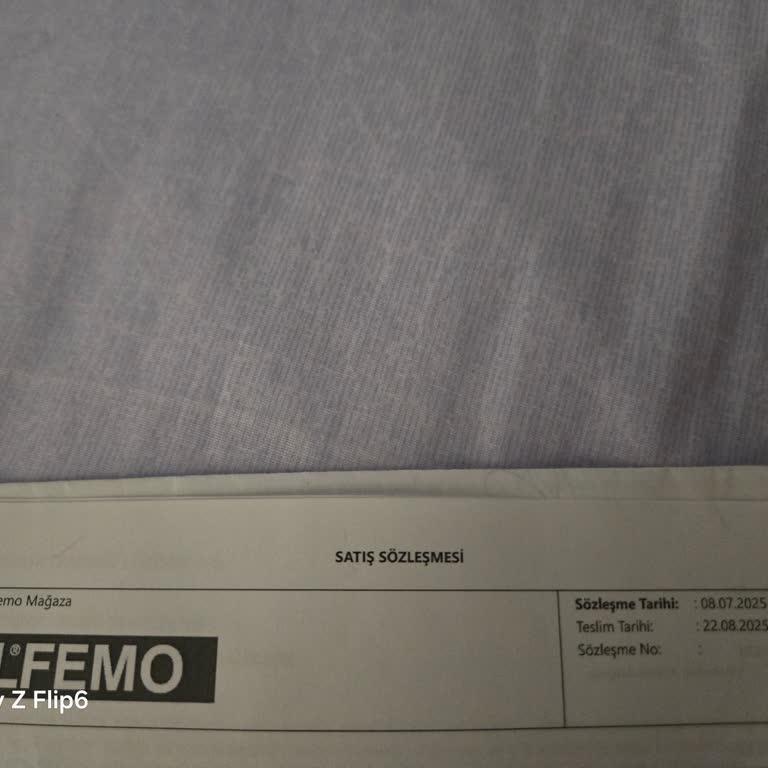 SATIŞ SÖZLEŞMESİ
emo Mağaza
Sözleşme Tarihi: : 08.07.2025
Teslim Tarihi: : 22.08.2025
Sözleşme No: :
LFEMO®
Z Flip6